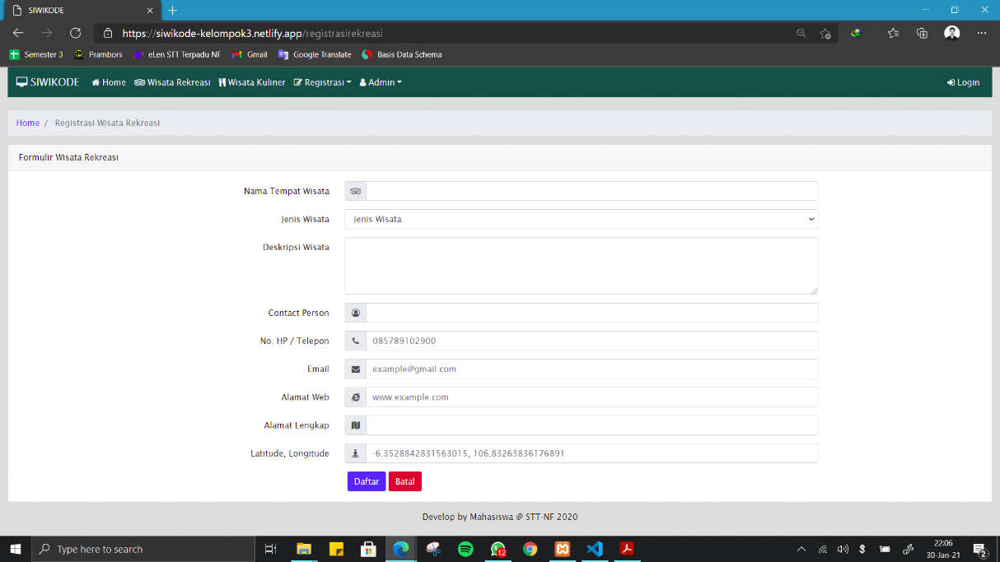 SIWIKODE
https://siwikode-kelompok3.netlify.app/registrasirekreasi
Semester 3 Prambors eLen STT Terpadu NF Gmail Google Translate Basis Data Schema
SIWIKODE Home Wisata Rekreasi Wisata Kuliner Registrasi Admin Login
Home / Registrasi Wisata Rekreasi
Formulir Wisata Rekreasi
Nama Tempat Wisata
Jenis Wisata Jenis Wisata
Deskripsi Wisata
Contact Person
No. HP / Telepon 085789102900
Email example@gmail.com
Alamat Web www.example.com
Alamat Lengkap
Latitude, Longitude -6.3528842831563015, 106.83263836176891
Daftar Batal
Develop by Mahasiswa @ STT-NF 2020
Type here to search 12 22:06
30-Jan-21 2